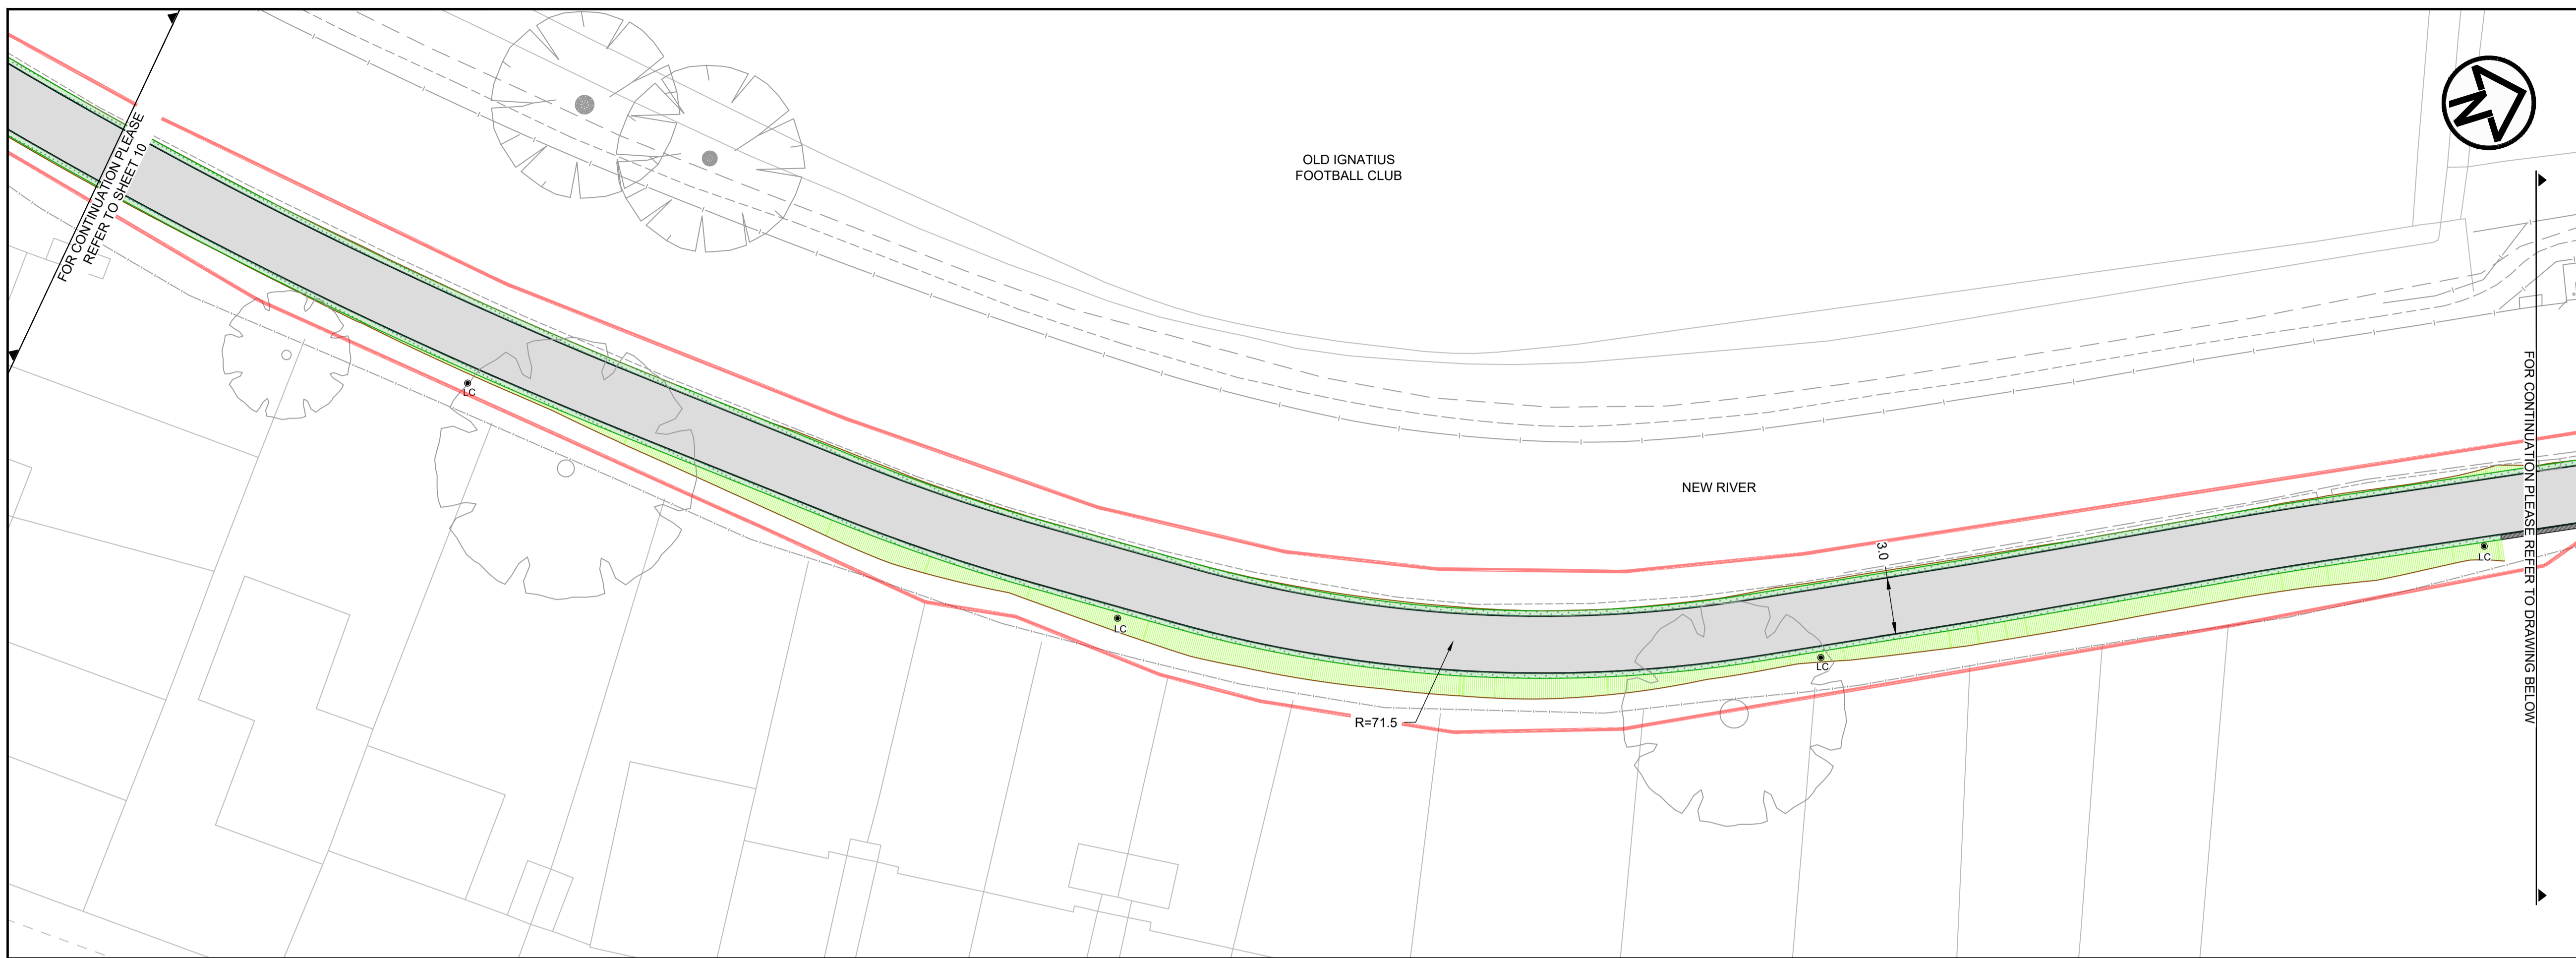 FOR CONTINUATION PLEASE
REFER TO SHEET 10
OLD IGNATIUS
FOOTBALL CLUB
N
NEW RIVER
3.0
R=71.5
LC
LC
LC
LC
FOR CONTINUATION PLEASE REFER TO DRAWING BELOW